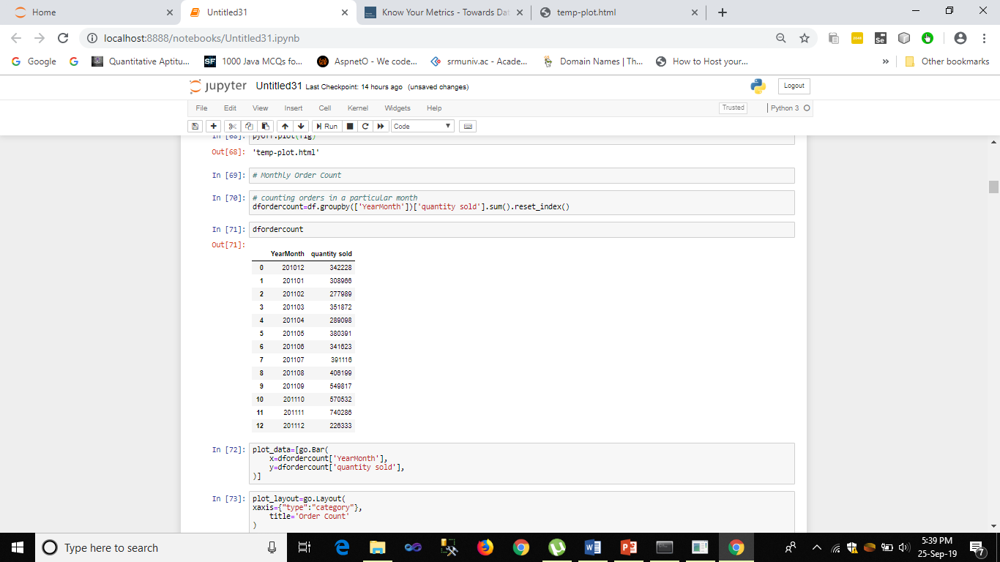 Home
Untitled31
Know Your Metrics - Towards Dat
temp-plot.html
localhost:8888/notebooks/Untitled31.ipynb
Google
Quantitative Aptitu...
SF 1000 Java MCQs fo...
AspnetO - We code...
srmuniv.ac - Acade...
Domain Names | Th...
How to Host your...
»
Other bookmarks
jupyter Untitled31 Last Checkpoint: 14 hours ago (unsaved changes)
Logout
File Edit View Insert Cell Kernel Widgets Help
Trusted
Python 3
Run
Code
In [68]: pyoff.plot(fig)
Out[68]: 'temp-plot.html'
In [69]: # Monthly Order Count
In [70]: # counting orders in a particular month
dfordercount=df.groupby(['YearMonth'])['quantity sold'].sum().reset_index()
In [71]: dfordercount
Out[71]:
YearMonth quantity sold
0 201012 342228
1 201101 308966
2 201102 277989
3 201103 351872
4 201104 289098
5 201105 380391
6 201106 341623
7 201107 391116
8 201108 406199
9 201109 549817
10 201110 570532
11 201111 740286
12 201112 226333
In [72]: plot_data=[go.Bar(
x=dfordercount['YearMonth'],
y=dfordercount['quantity sold'],
)]
In [73]: plot_layout=go.Layout(
xaxis={"type":"category"},
title='Order Count'
)
Type here to search
5:39 PM
25-Sep-19
7